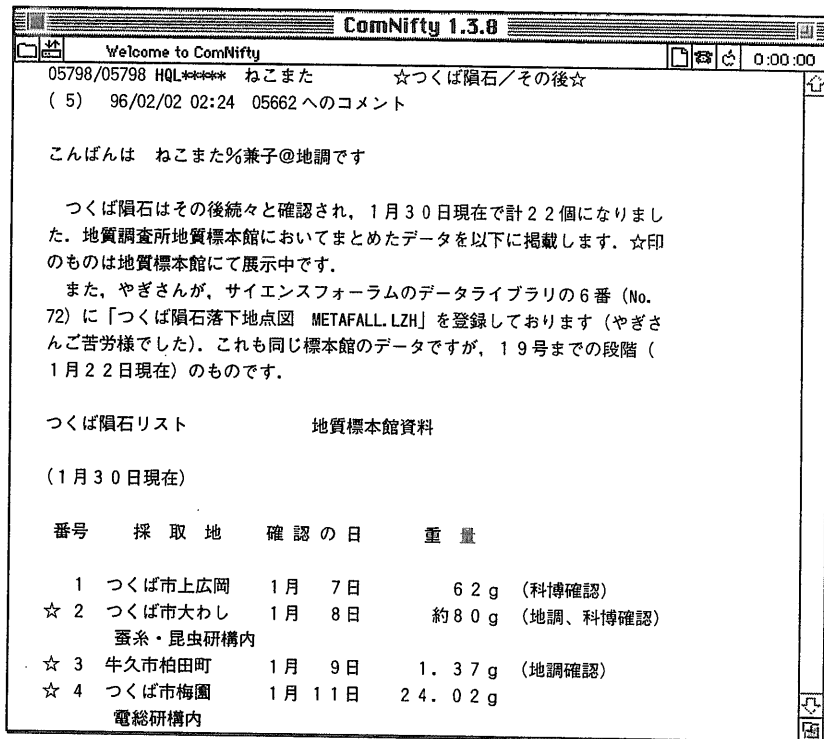 ComNifty 1.3.8
Welcome to ComNifty 0:00:00
05798/05798 HQL***** ねこまた ☆つくば隕石／その後☆
( 5) 96/02/02 02:24 05662へのコメント
こんばんは ねこまた%兼子@地調です
つくば隕石はその後続々と確認され，1月30日現在で計22個になりまし
た．地質調査所地質標本館においてまとめたデータを以下に掲載します．☆印
のものは地質標本館にて展示中です．
また，やぎさんが，サイエンスフォーラムのデータライブラリの6番（No.
72）に「つくば隕石落下地点図 METAFALL.LZH」を登録しております（やぎさ
んご苦労様でした）．これも同じ標本館のデータですが，19号までの段階（
1月22日現在）のものです．
つくば隕石リスト 地質標本館資料
(1月30日現在)
番号 採取地 確認の日 重量
1 つくば市上広岡 1月 7日 62g (科博確認)
☆ 2 つくば市大わし 1月 8日 約80g (地調、科博確認)
蚕糸・昆虫研構内
☆ 3 牛久市柏田町 1月 9日 1．37g (地調確認)
☆ 4 つくば市梅園 1月11日 24．02g
電総研構内